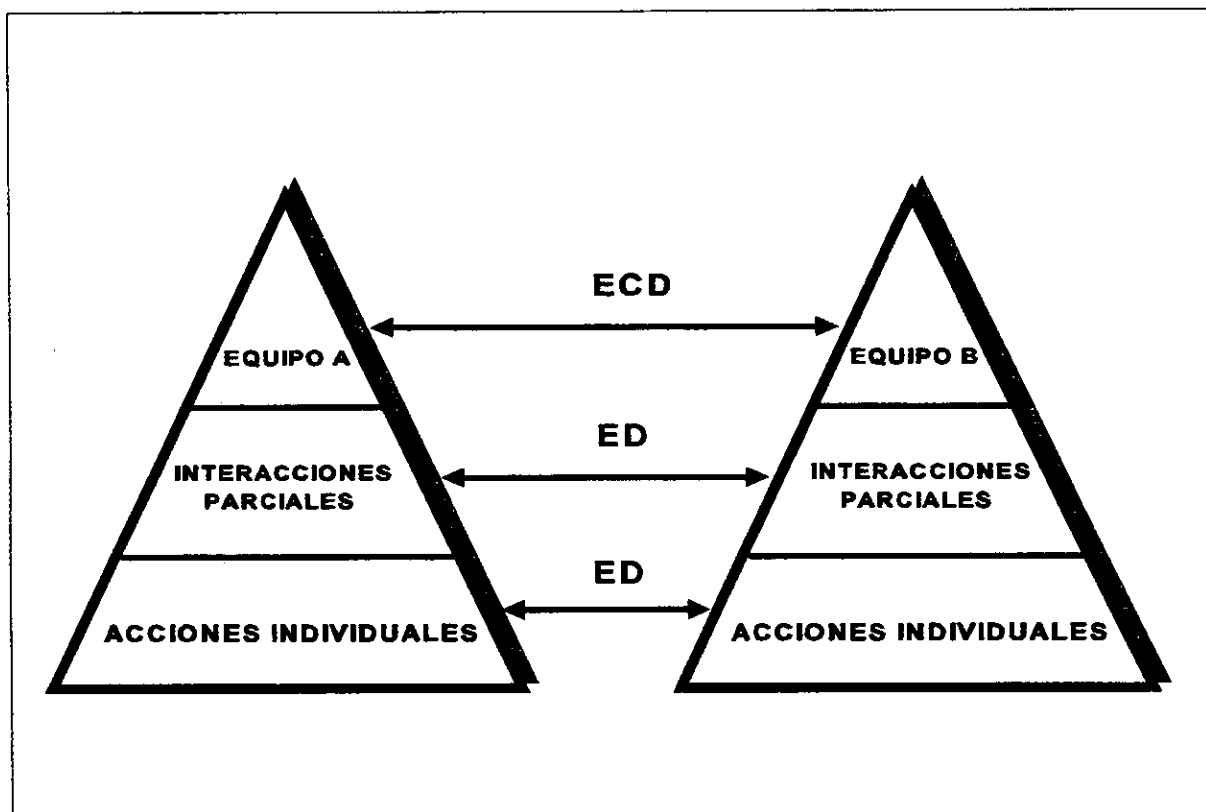 ECD
EQUIPO A
EQUIPO B
ED
INTERACCIONES
PARCIALES
INTERACCIONES
PARCIALES
ED
ACCIONES INDIVIDUALES
ACCIONES INDIVIDUALES